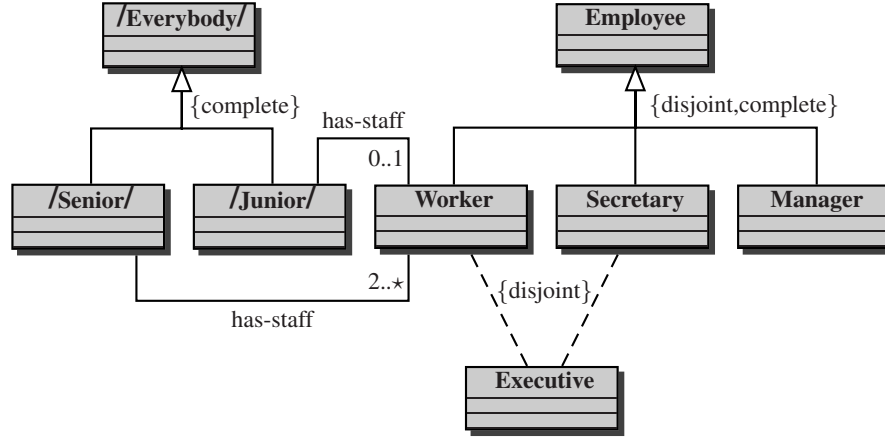 /Everybody/
Employee
{complete}
{disjoint,complete}
has-staff
0..1
/Senior/
/Junior/
Worker
Secretary
Manager
2..⋆
{disjoint}
has-staff
Executive